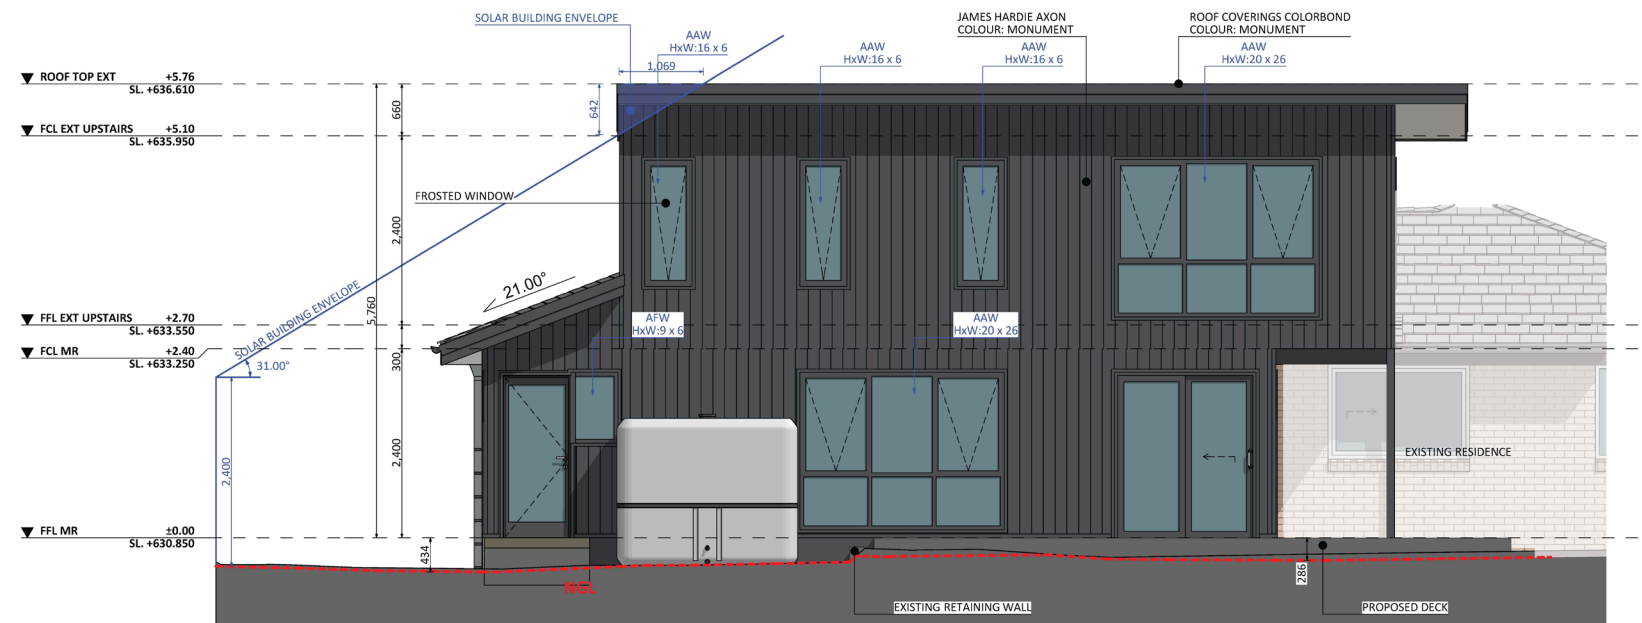 SOLAR BUILDING ENVELOPE
AAW
HxW:16 x 6
AAW
HxW:16 x 6
JAMES HARDIE AXON
COLOUR: MONUMENT
AAW
HxW:16 x 6
ROOF COVERINGS COLORBOND
COLOUR: MONUMENT
AAW
HxW:20 x 26
1,069
ROOF TOP EXT +5.76
SL. +636.610
660
642
FCL EXT UPSTAIRS +5.10
SL. +635.950
FROSTED WINDOW
2,400
21.00°
5,760
SOLAR BUILDING ENVELOPE
FFL EXT UPSTAIRS +2.70
SL. +633.550
AFW
HxW:9 x 6
AAW
HxW:20 x 26
FCL MR +2.40
SL. +633.250
300
31.00°
2,400
2,400
EXISTING RESIDENCE
FFL MR ±0.00
SL. +630.850
434
286
NGL
EXISTING RETAINING WALL
PROPOSED DECK